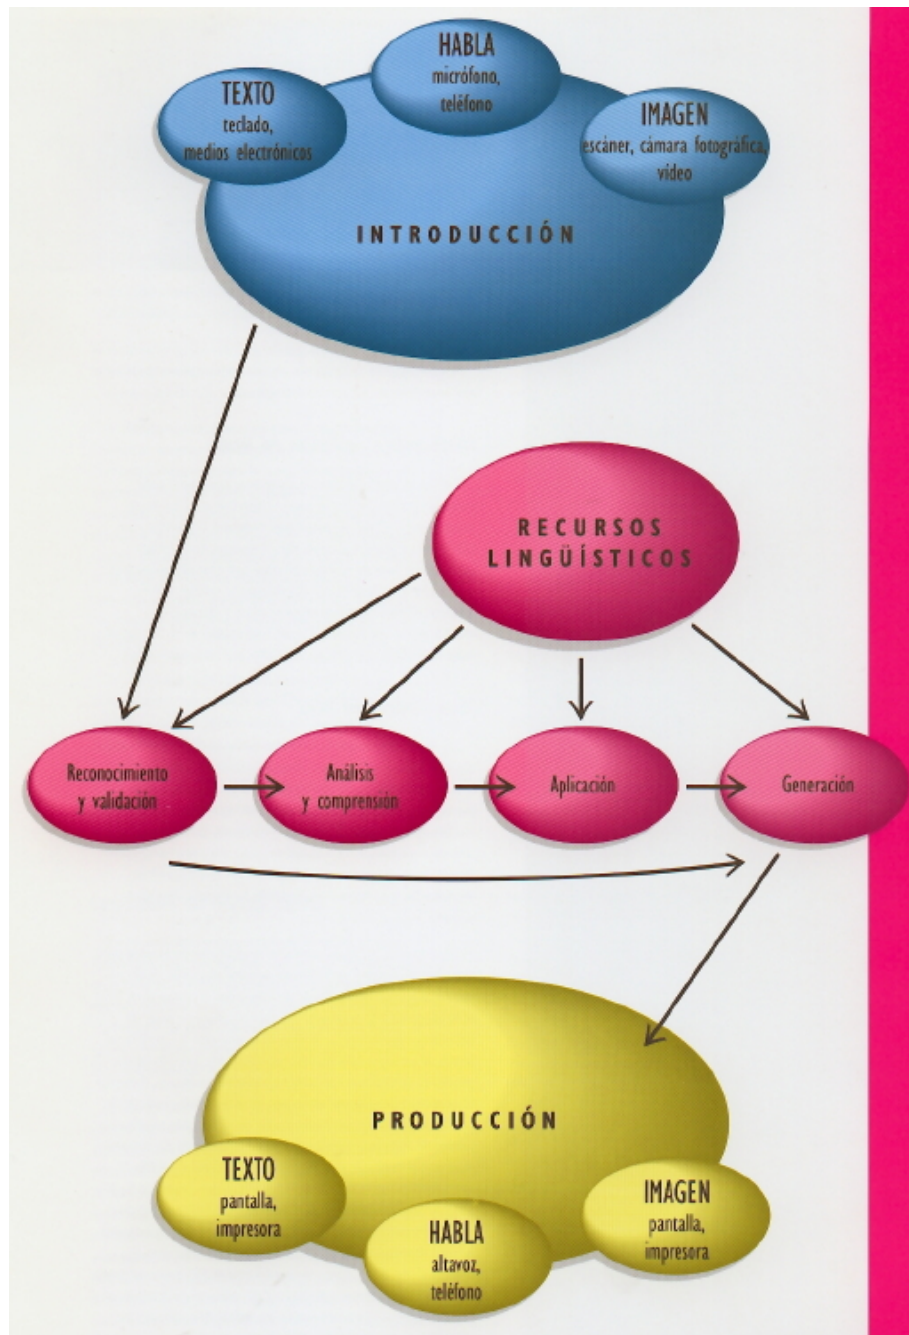 HABLA
micrófono,
teléfono
TEXTO
teclado,
medios electrónicos
IMAGEN
escáner, cámara fotográfica,
vídeo
INTRODUCCIÓN
RECURSOS
LINGÜÍSTICOS
Reconocimiento
y validación
Análisis
y comprensión
Aplicación
Generación
PRODUCCIÓN
TEXTO
pantalla,
impresora
HABLA
altavoz,
teléfono
IMAGEN
pantalla,
impresora